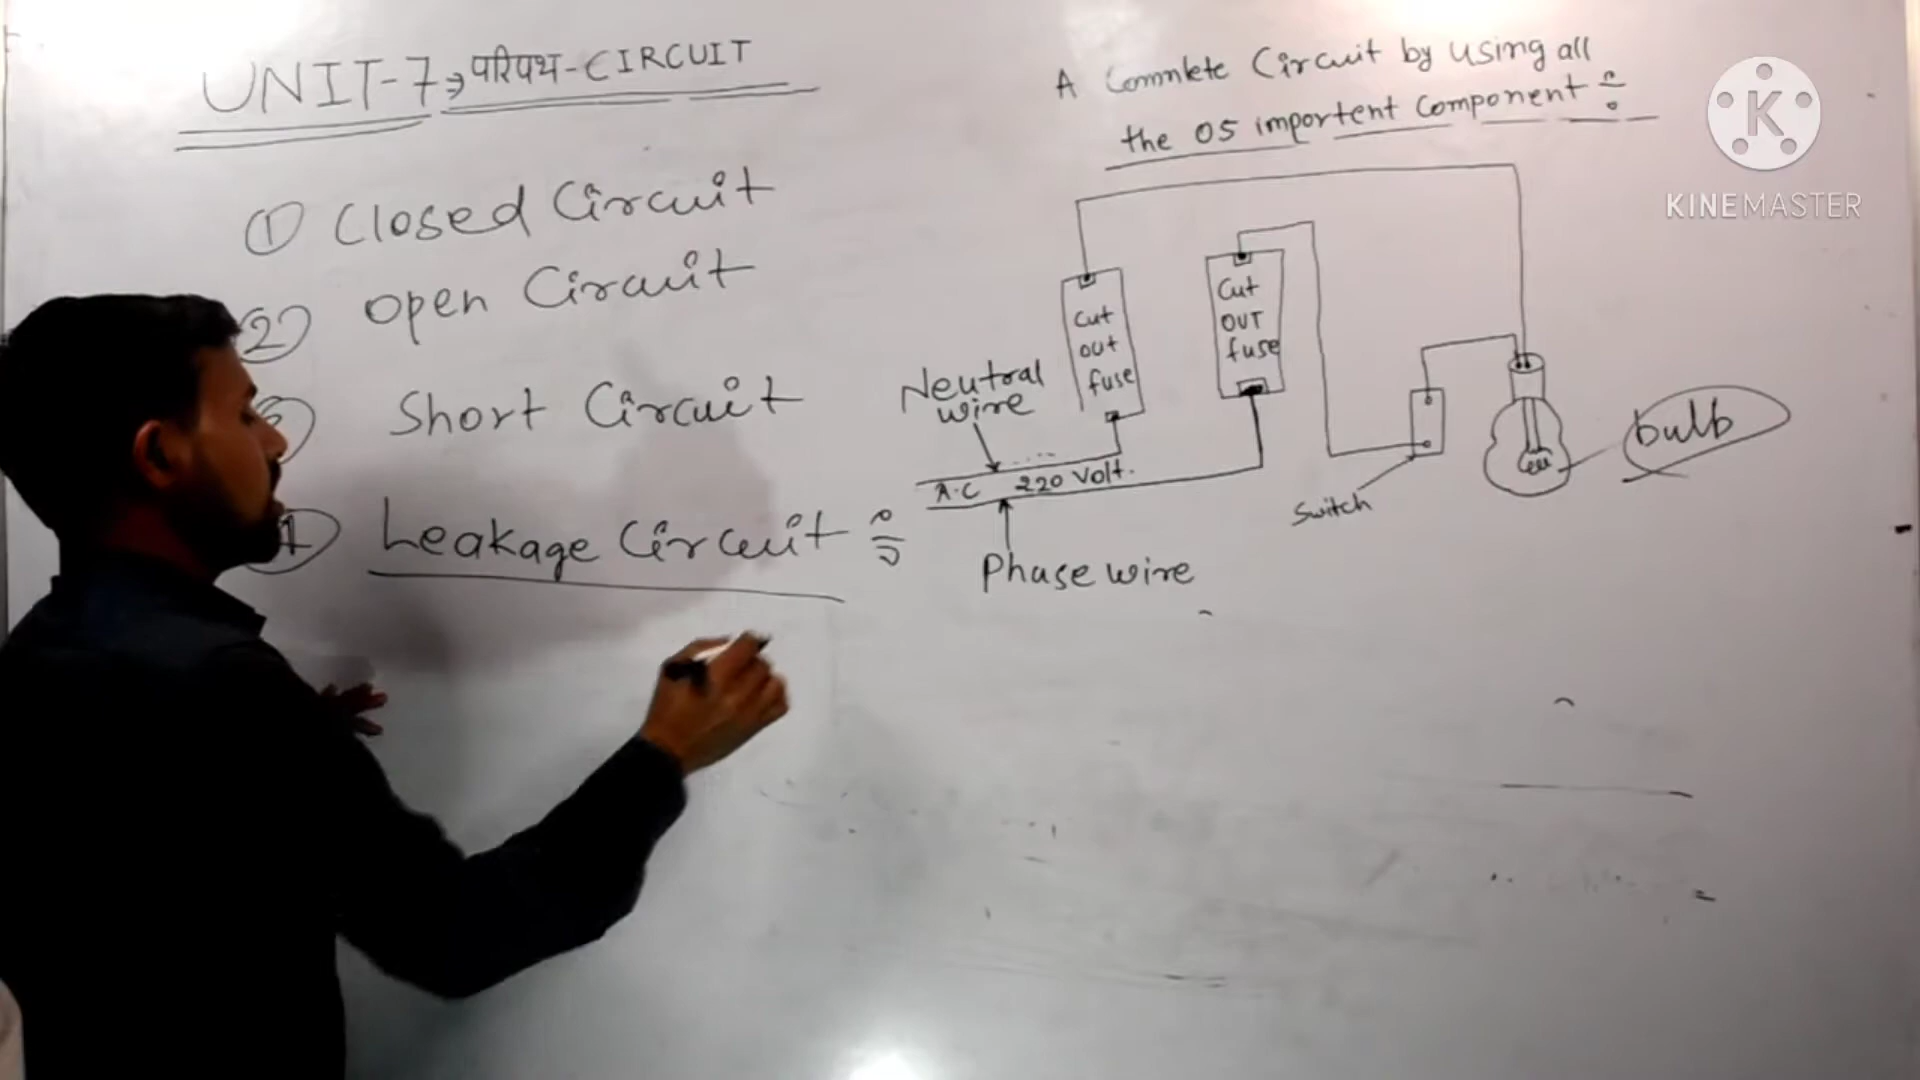 UNIT-7→ परिपथ-CIRCUIT
① Closed Circuit
② Open Circuit
Short Circuit
Leakage Circuit :
A Comnlete Circuit by using all
the 05 importent Component :-
Cut
out
fuse
Cut
OUT
fuse
Neutral
wire
A.C 220 Volt.
Phase wire
Switch
bulb
K
KINEMASTER